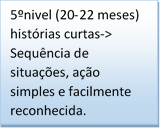 5ºnivel (20-22 meses)
histórias curtas->
Sequência de
situações, ação
simples e facilmente
reconhecida.